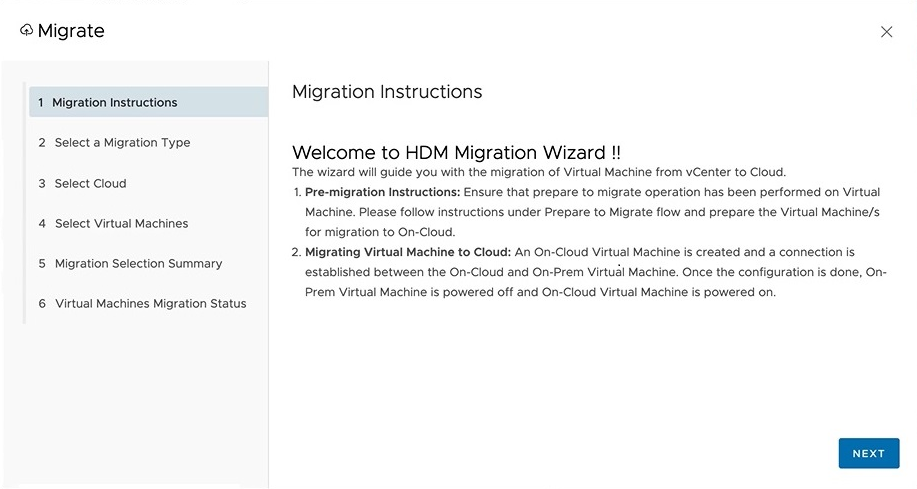 Migrate
1 Migration Instructions
2 Select a Migration Type
3 Select Cloud
4 Select Virtual Machines
5 Migration Selection Summary
6 Virtual Machines Migration Status
Migration Instructions
Welcome to HDM Migration Wizard !!
The wizard will guide you with the migration of Virtual Machine from vCenter to Cloud.
1. Pre-migration Instructions: Ensure that prepare to migrate operation has been performed on Virtual
Machine. Please follow instructions under Prepare to Migrate flow and prepare the Virtual Machine/s
for migration to On-Cloud.
2. Migrating Virtual Machine to Cloud: An On-Cloud Virtual Machine is created and a connection is
established between the On-Cloud and On-Prem Virtual Machine. Once the configuration is done, On-
Prem Virtual Machine is powered off and On-Cloud Virtual Machine is powered on.
NEXT